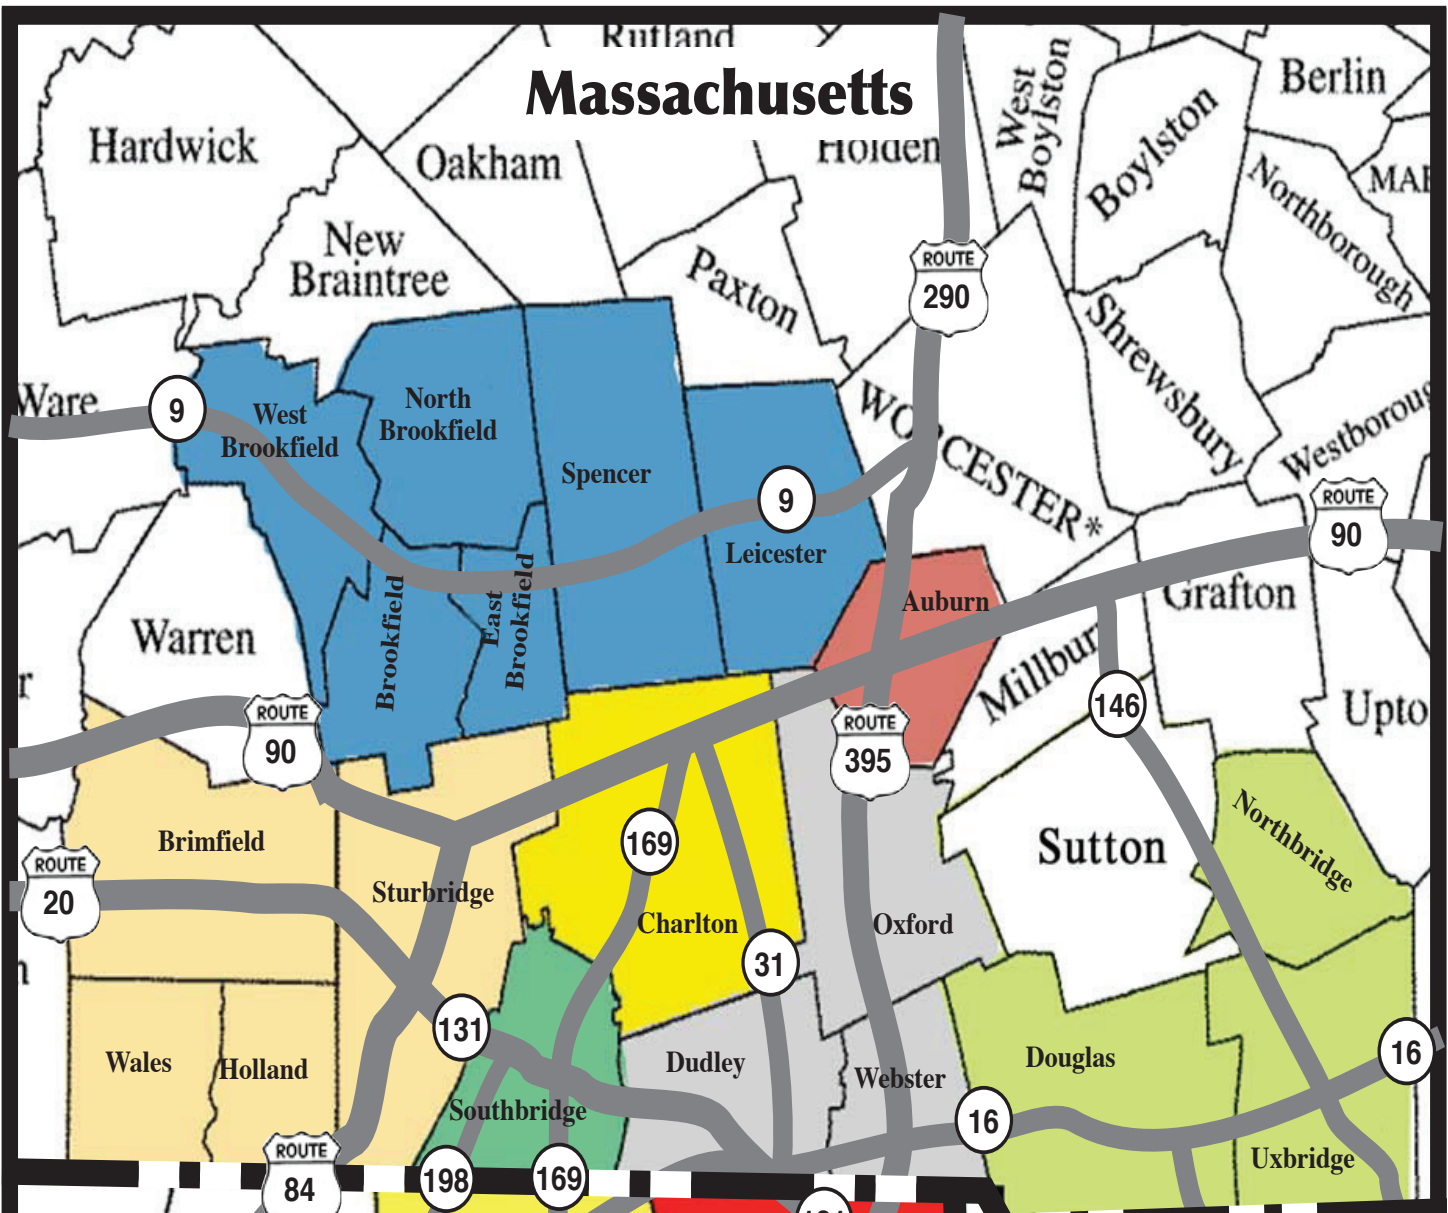 Rutland
Massachusetts
Berlin
West
Boylston
Boylston
Hardwick
Oakham
Holden
Northborough
New
Braintree
Paxton
ROUTE
290
Shrewsbury
Ware
9
West
Brookfield
North
Brookfield
Spencer
WORCESTER*
9
Leicester
ROUTE
90
Auburn
Grafton
Warren
Brookfield
East
Brookfield
Millbur
146
Upto
ROUTE
90
ROUTE
395
Brimfield
169
Sutton
Northbridge
ROUTE
20
Sturbridge
Charlton
31
Oxford
131
Wales
Holland
Dudley
Webster
Douglas
16
Southbridge
16
Uxbridge
ROUTE
84
198
169